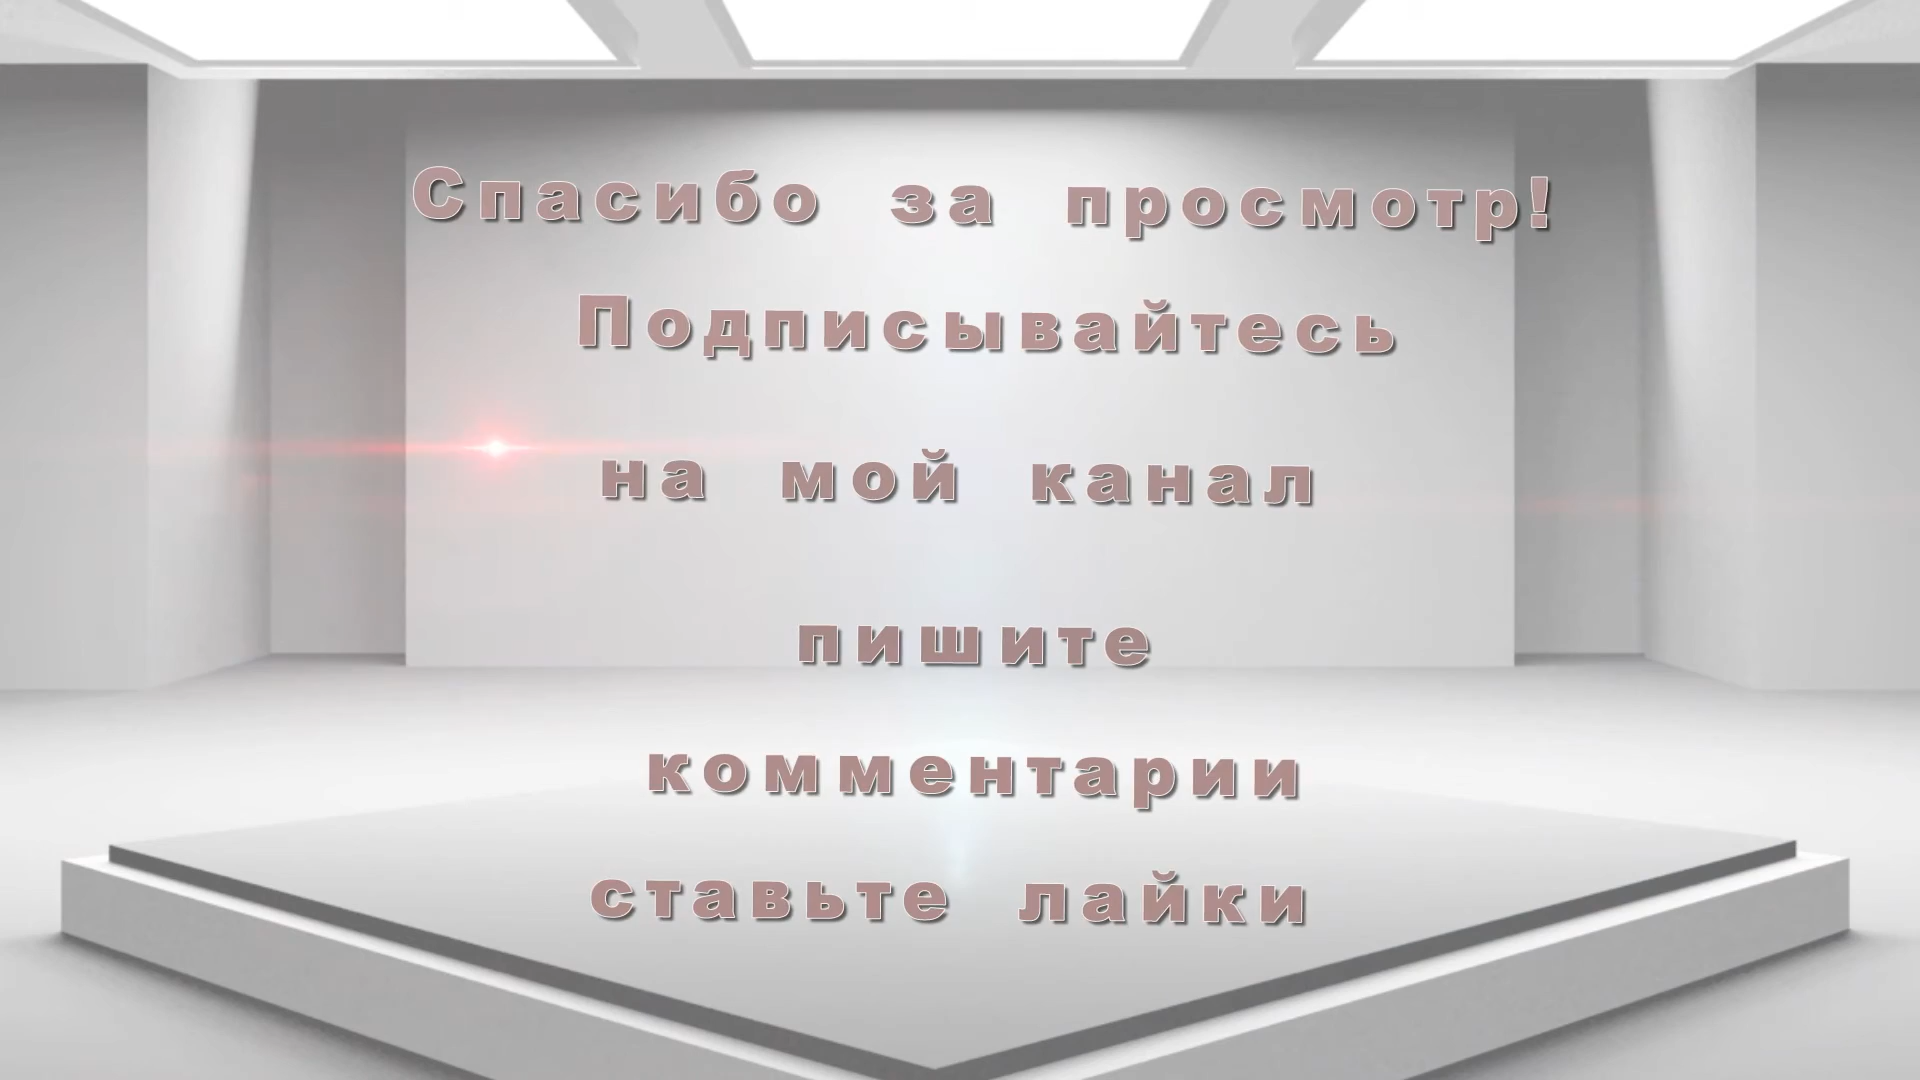 Спасибо за просмотр!
Подписывайтесь
на мой канал
пишите
комментарии
ставьте лайки